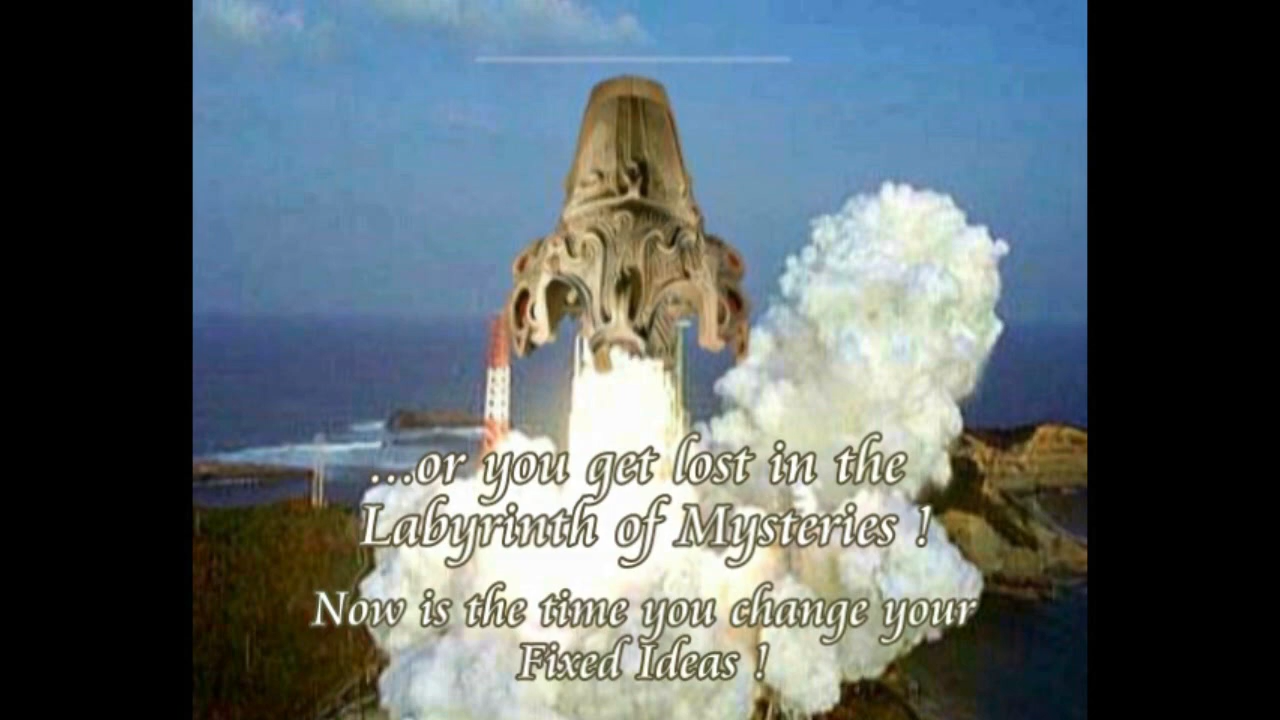 ...or you get lost in the
Labyrinth of Mysteries !
Now is the time you change your
Fixed Ideas !